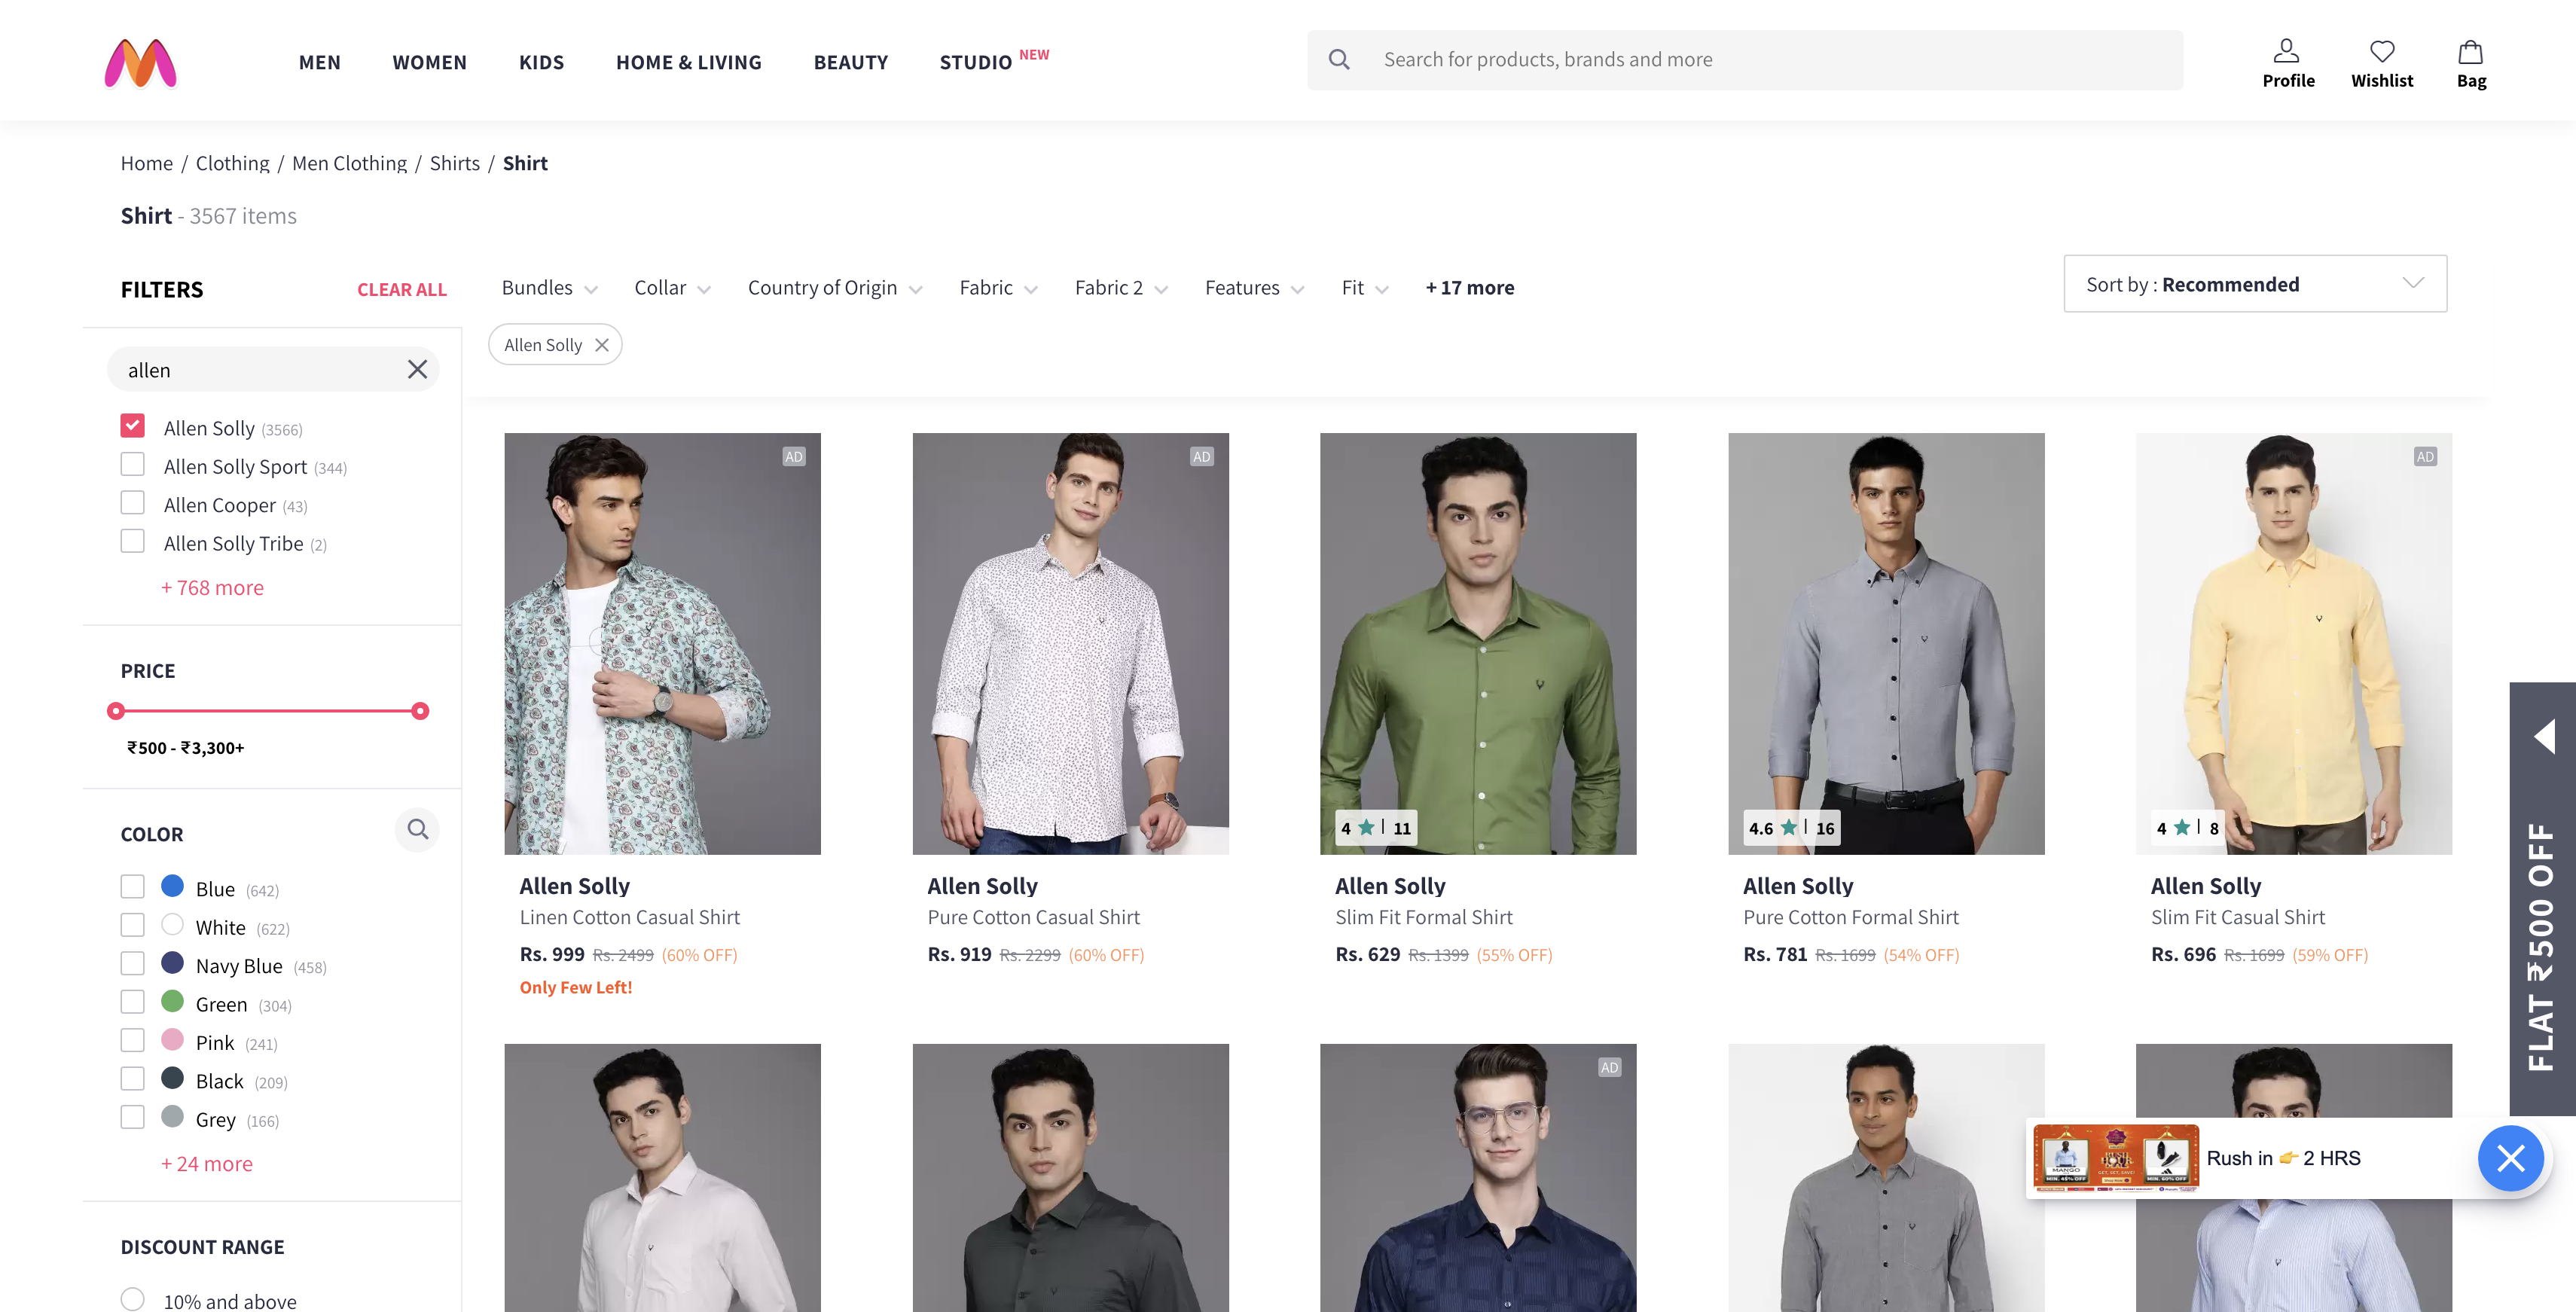 MEN WOMEN KIDS HOME & LIVING BEAUTY STUDIO NEW
Search for products, brands and more
Profile Wishlist Bag
Home / Clothing / Men Clothing / Shirts / Shirt
Shirt - 3567 items
FILTERS CLEAR ALL
Bundles Collar Country of Origin Fabric Fabric 2 Features Fit + 17 more
Sort by : Recommended
Allen Solly
allen
Allen Solly (3566)
Allen Solly Sport (344)
Allen Cooper (43)
Allen Solly Tribe (2)
+ 768 more
PRICE
₹500 - ₹3,300+
COLOR
Blue (642)
White (622)
Navy Blue (458)
Green (304)
Pink (241)
Black (209)
Grey (166)
+ 24 more
DISCOUNT RANGE
10% and above
AD
Allen Solly
Linen Cotton Casual Shirt
Rs. 999 Rs. 2499 (60% OFF)
Only Few Left!
AD
Allen Solly
Pure Cotton Casual Shirt
Rs. 919 Rs. 2299 (60% OFF)
4 | 11
Allen Solly
Slim Fit Formal Shirt
Rs. 629 Rs. 1399 (55% OFF)
4.6 | 16
Allen Solly
Pure Cotton Formal Shirt
Rs. 781 Rs. 1699 (54% OFF)
AD
4 | 8
Allen Solly
Slim Fit Casual Shirt
Rs. 696 Rs. 1699 (59% OFF)
AD
FLAT ₹500 OFF
MANGO
MIN. 45% OFF
MIN. 60% OFF
Rush in 👉 2 HRS